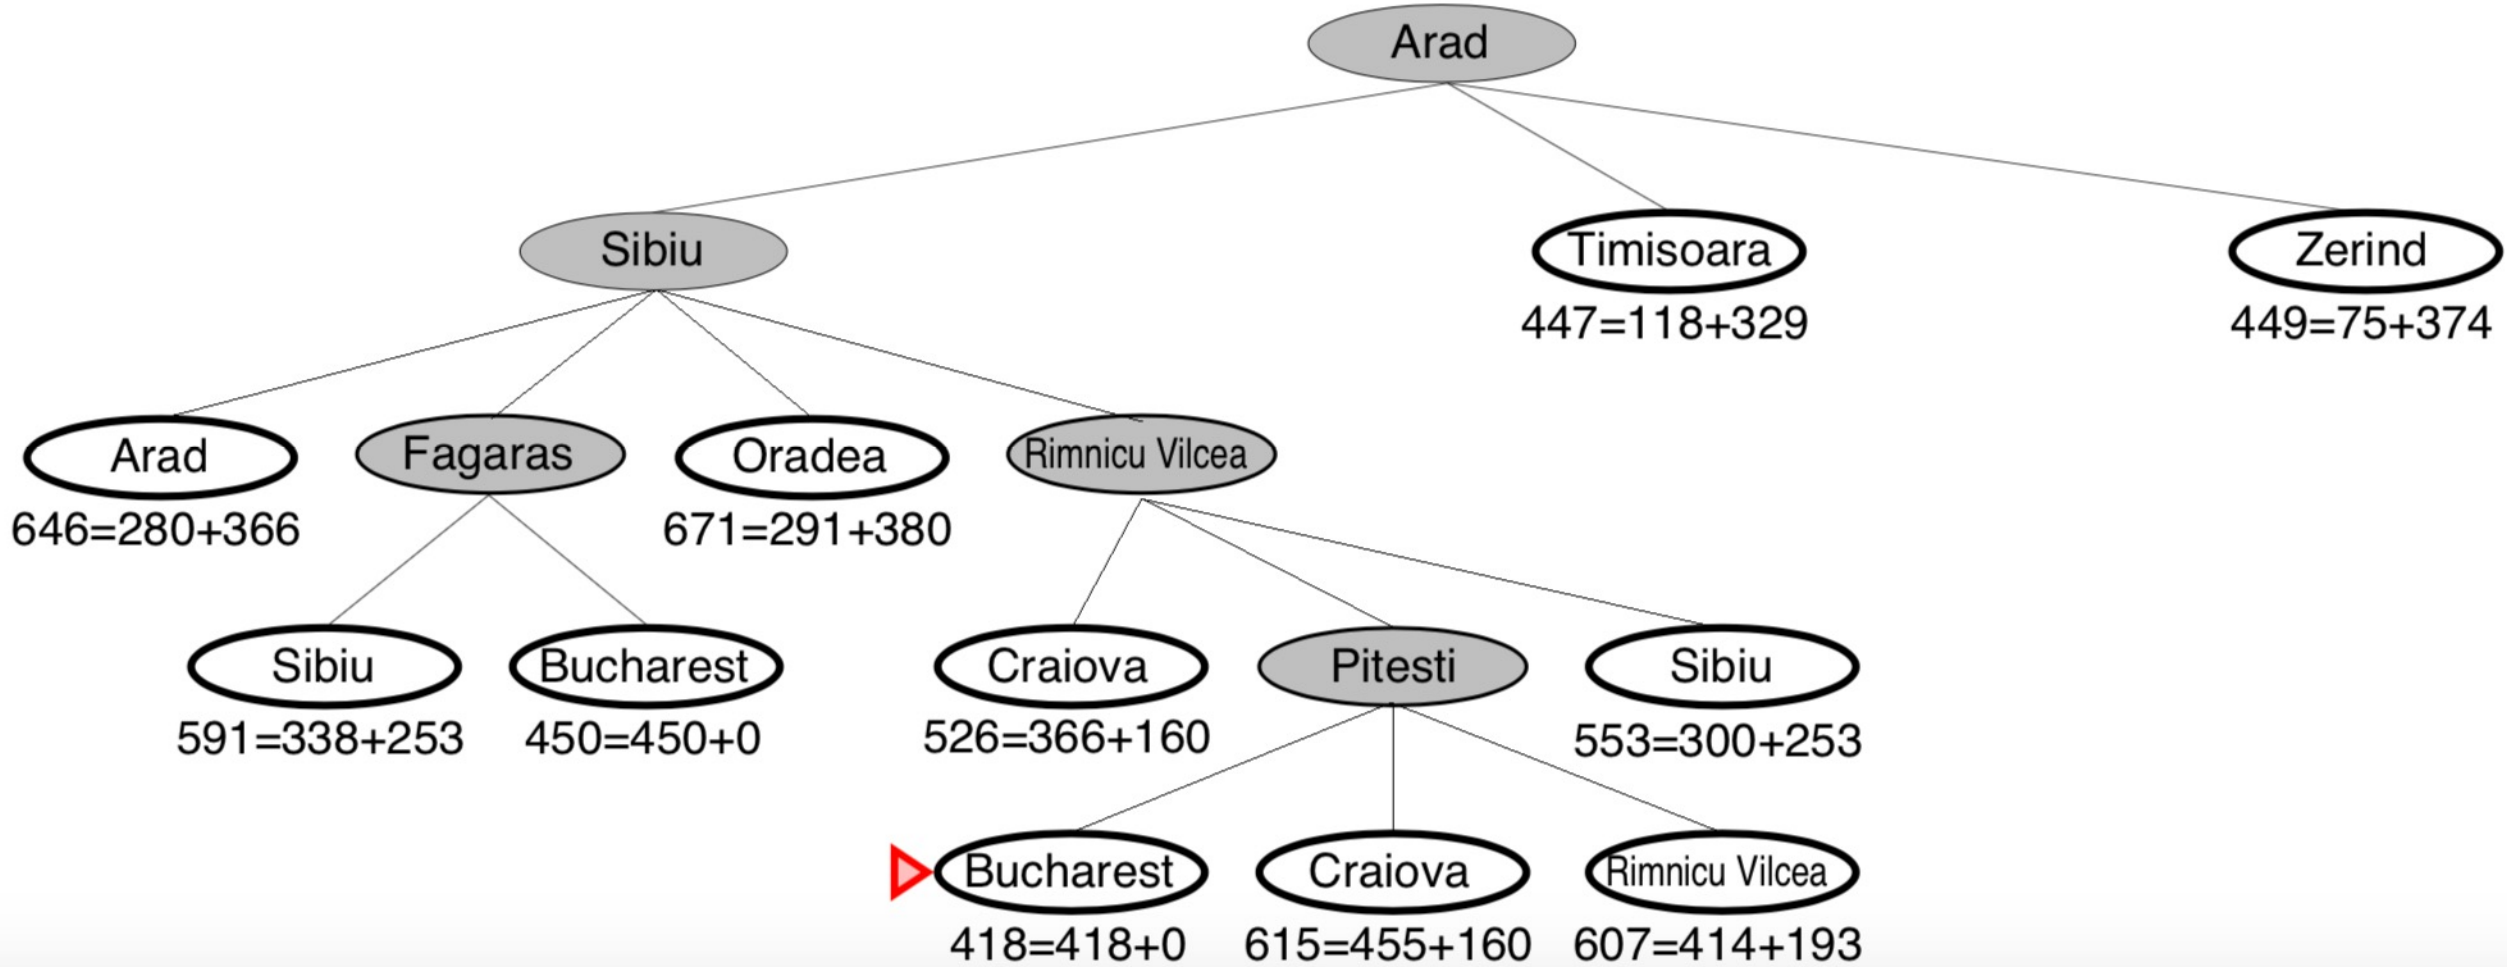 Arad
Sibiu
Timisoara
Zerind
447=118+329
449=75+374
Arad
Fagaras
Oradea
Rimnicu Vilcea
646=280+366
671=291+380
Sibiu
Bucharest
Craiova
Pitesti
Sibiu
591=338+253
450=450+0
526=366+160
553=300+253
Bucharest
Craiova
Rimnicu Vilcea
418=418+0
615=455+160
607=414+193